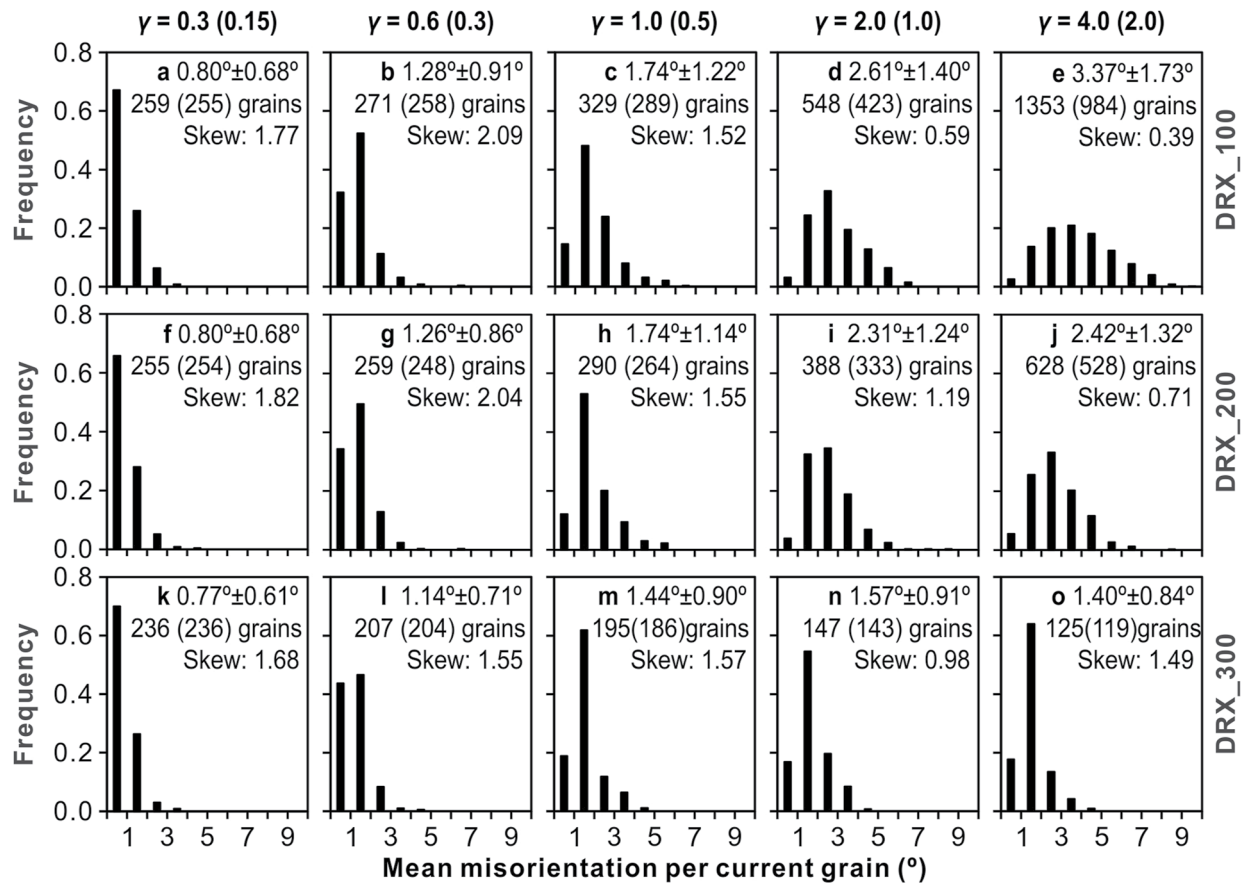 γ = 0.3 (0.15) γ = 0.6 (0.3) γ = 1.0 (0.5) γ = 2.0 (1.0) γ = 4.0 (2.0)
0.8
0.6
0.4
0.2
0.0
Frequency
a 0.80º±0.68º
259 (255) grains
Skew: 1.77
b 1.28º±0.91º
271 (258) grains
Skew: 2.09
c 1.74º±1.22º
329 (289) grains
Skew: 1.52
d 2.61º±1.40º
548 (423) grains
Skew: 0.59
e 3.37º±1.73º
1353 (984) grains
Skew: 0.39
DRX_100
0.8
0.6
0.4
0.2
0.0
Frequency
f 0.80º±0.68º
255 (254) grains
Skew: 1.82
g 1.26º±0.86º
259 (248) grains
Skew: 2.04
h 1.74º±1.14º
290 (264) grains
Skew: 1.55
i 2.31º±1.24º
388 (333) grains
Skew: 1.19
j 2.42º±1.32º
628 (528) grains
Skew: 0.71
DRX_200
0.8
0.6
0.4
0.2
0.0
Frequency
k 0.77º±0.61º
236 (236) grains
Skew: 1.68
l 1.14º±0.71º
207 (204) grains
Skew: 1.55
m 1.44º±0.90º
195(186)grains
Skew: 1.57
n 1.57º±0.91º
147 (143) grains
Skew: 0.98
o 1.40º±0.84º
125(119)grains
Skew: 1.49
DRX_300
1 3 5 7 9 1 3 5 7 9 1 3 5 7 9 1 3 5 7 9 1 3 5 7 9
Mean misorientation per current grain (º)